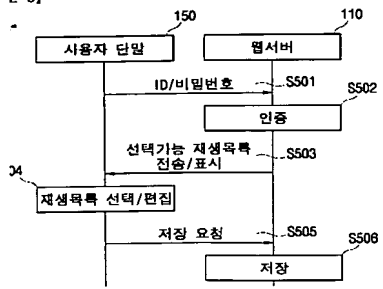 150
110
사용자 단말
웹서버
ID/비밀번호
S501
S502
인증
선택가능 재생목록
전송/표시
S503
04
재생목록 선택/편집
저장 요청
S505
S506
저장